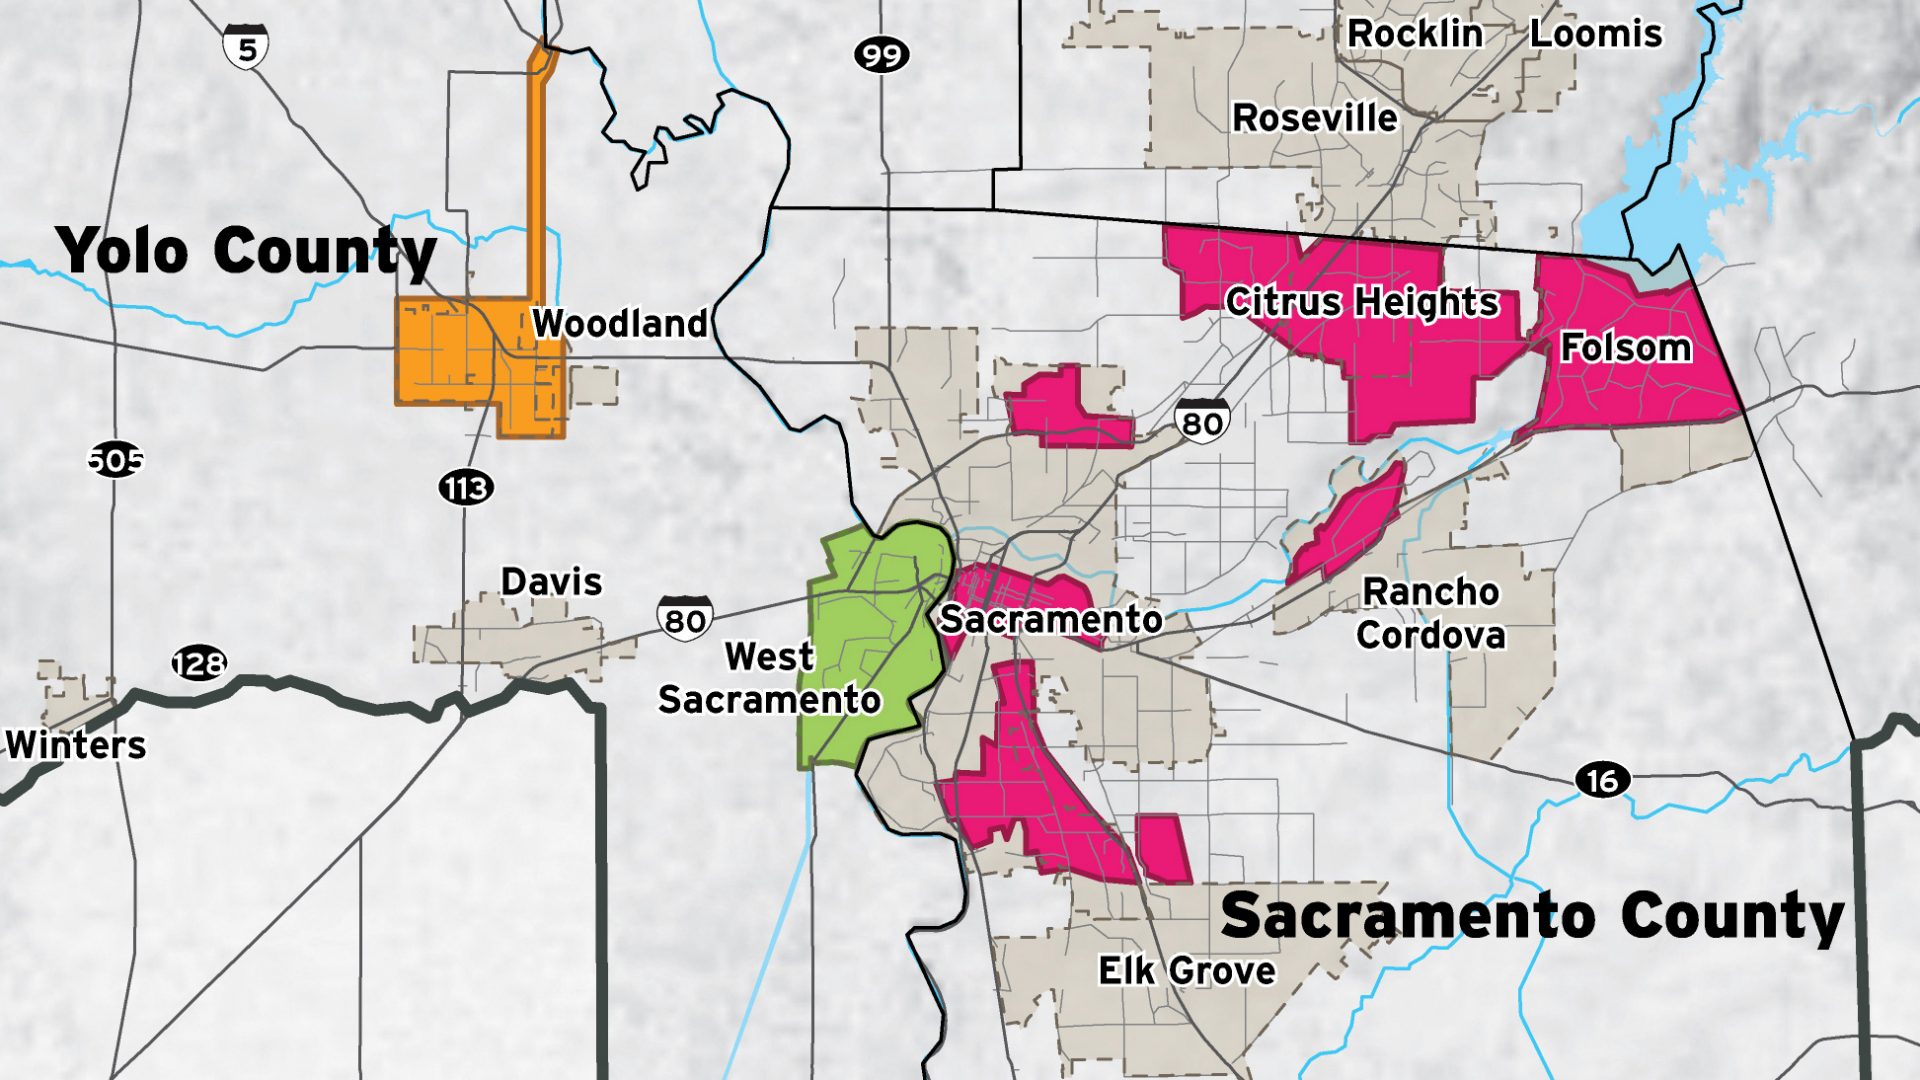 Rocklin
Loomis
5
99
Roseville
Yolo County
Citrus Heights
Woodland
Folsom
80
505
113
Davis
Rancho
Cordova
80
Sacramento
West
Sacramento
128
Winters
16
Sacramento County
Elk Grove